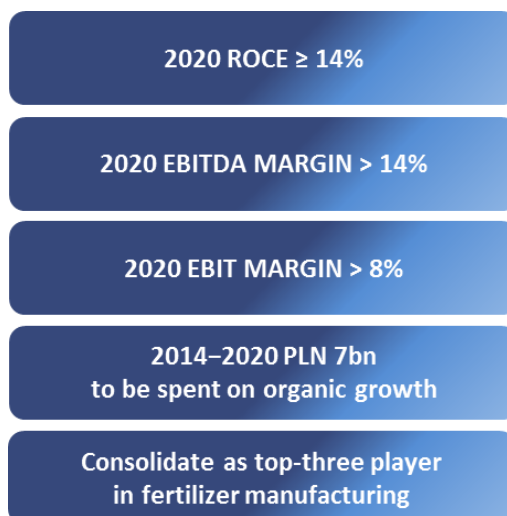 2020 ROCE ≥ 14%
2020 EBITDA MARGIN > 14%
2020 EBIT MARGIN > 8%
2014–2020 PLN 7bn
to be spent on organic growth
Consolidate as top-three player
in fertilizer manufacturing